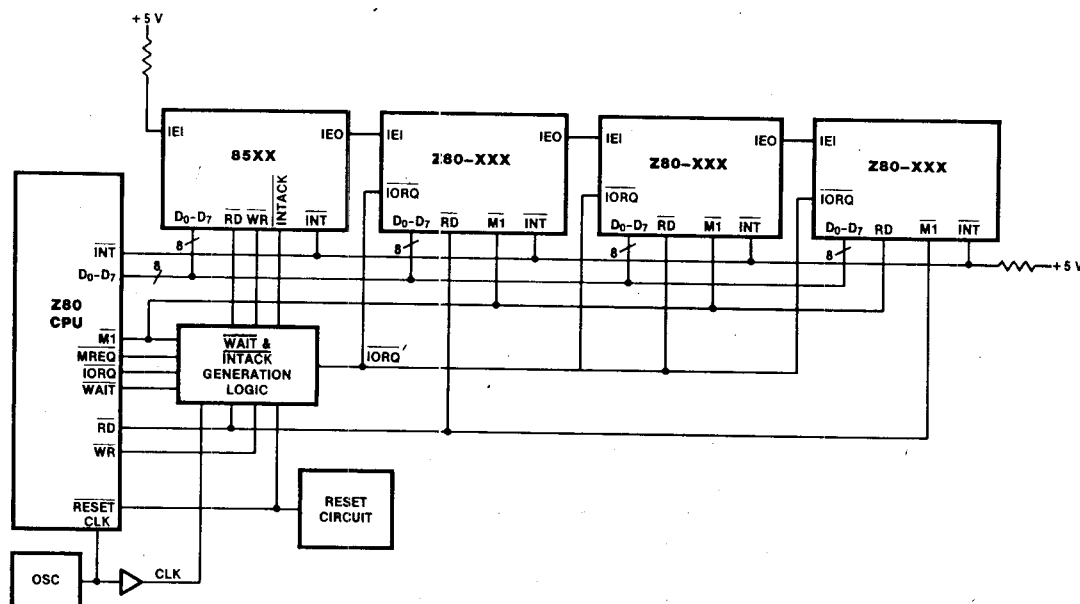 +5 V
IEI IEO
85XX
D0-D7 RD WR INTACK INT
8
IEI IEO
Z80-XXX
IORQ
D0-D7 RD M1 INT
8
IEI IEO
Z80-XXX
IORQ
D0-D7 RD M1 INT
8
IEI
Z80-XXX
IORQ
D0-D7 RD M1 INT
8
+5 V
INT
D0-D7
8
Z80
CPU
M1
MREQ
IORQ
WAIT
RD
WR
RESET
CLK
WAIT &
INTACK
GENERATION
LOGIC
IORQ'
RESET
CIRCUIT
OSC
CLK